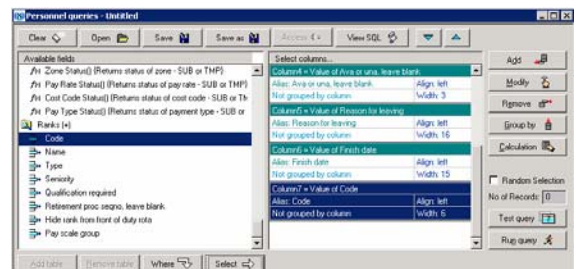 Personnel queries - Untitled
Clear Open Save Save as Access View SQL
Available fields
fx Zone Status() {Returns status of zone - SUB or TMP}
fx Pay Rate Status() {Returns status of pay rate - SUB or TMP}
fx Cost Code Status() {Returns status of cost code - SUB or TM
fx Pay Type Status() {Returns status of payment type - SUB or
Ranks [+]
Code
Name
Type
Seniority
Qualification required
Retirement proc seqno, leave blank
Hide rank from front of duty rota
Pay scale group
Select columns...
Column4 = Value of Ava or una, leave blank
Alias: Ava or una, leave blank Align: left
Not grouped by column Width: 3
Column5 = Value of Reason for leaving
Alias: Reason for leaving Align: left
Not grouped by column Width: 16
Column6 = Value of Finish date
Alias: Finish date Align: left
Not grouped by column Width: 15
Column7 = Value of Code
Alias: Code Align: left
Not grouped by column Width: 6
Add
Modify
Remove
Group by
Calculation
Random Selection
No of Records: 0
Test query
Run query
Add table Remove table Where Select